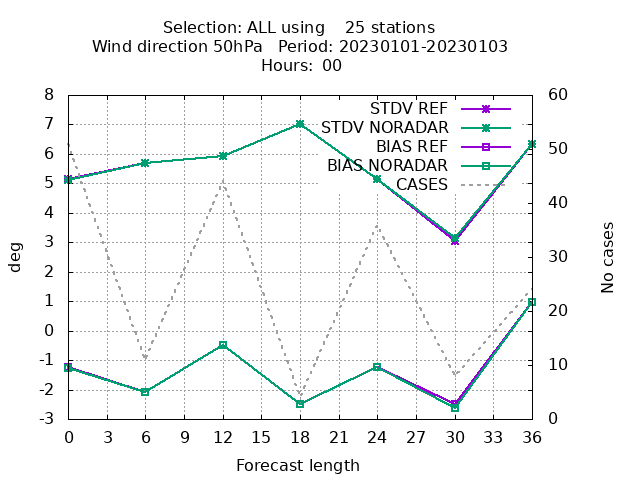 Selection: ALL using    25 stations
Wind direction 50hPa   Period: 20230101-20230103
Hours: 00
8 60
STDV REF
7
STDV NORADAR
BIAS REF
6 50
BIAS NORADAR
5
CASES
4 40
3
2 30
1
0 20
-1 10
-2
-3 0
deg
No cases
0 3 6 9 12 15 18 21 24 27 30 33 36
Forecast length